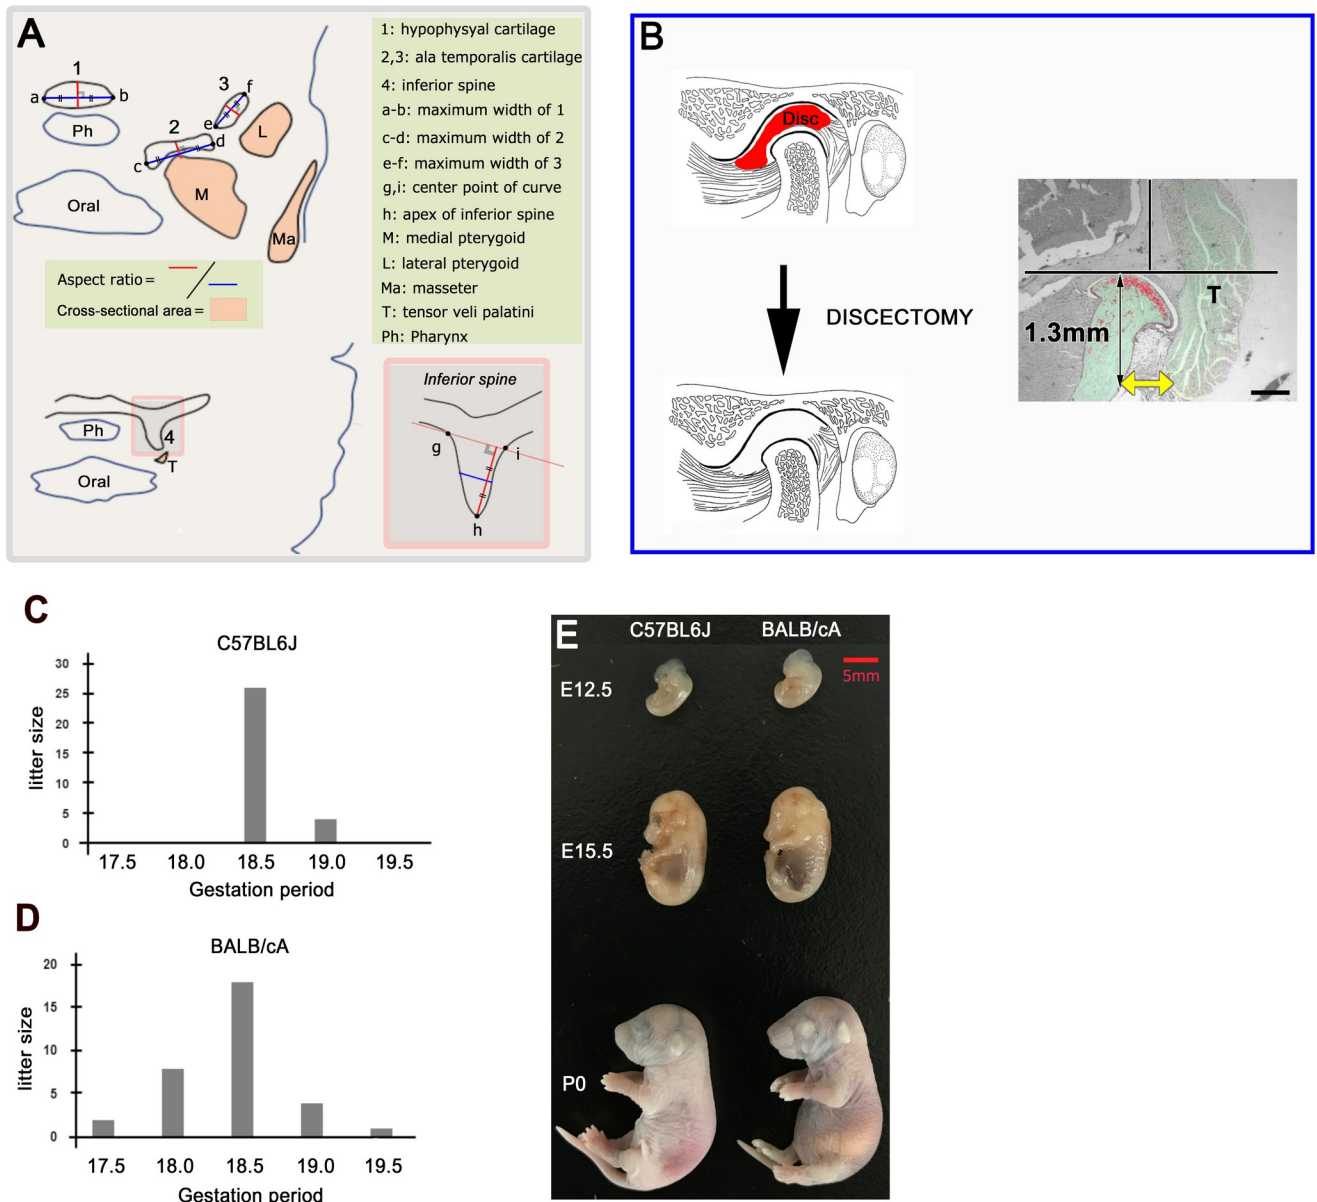 A
1
a
b
Ph
2
c
d
3
e
f
L
M
Oral
Ma
Aspect ratio= /
Cross-sectional area=
1: hypophysyal cartilage
2,3: ala temporalis cartilage
4: inferior spine
a-b: maximum width of 1
c-d: maximum width of 2
e-f: maximum width of 3
g,i: center point of curve
h: apex of inferior spine
M: medial pterygoid
L: lateral pterygoid
Ma: masseter
T: tensor veli palatini
Ph: Pharynx
Ph
4
T
Oral
Inferior spine
g
i
h
B
Disc
DISCECTOMY
T
1.3mm
C
C57BL6J
30
25
20
15
10
5
0
litter size
17.5 18.0 18.5 19.0 19.5
Gestation period
D
BALB/cA
20
15
10
5
0
litter size
17.5 18.0 18.5 19.0 19.5
Gestation period
E
C57BL6J BALB/cA
5mm
E12.5
E15.5
P0